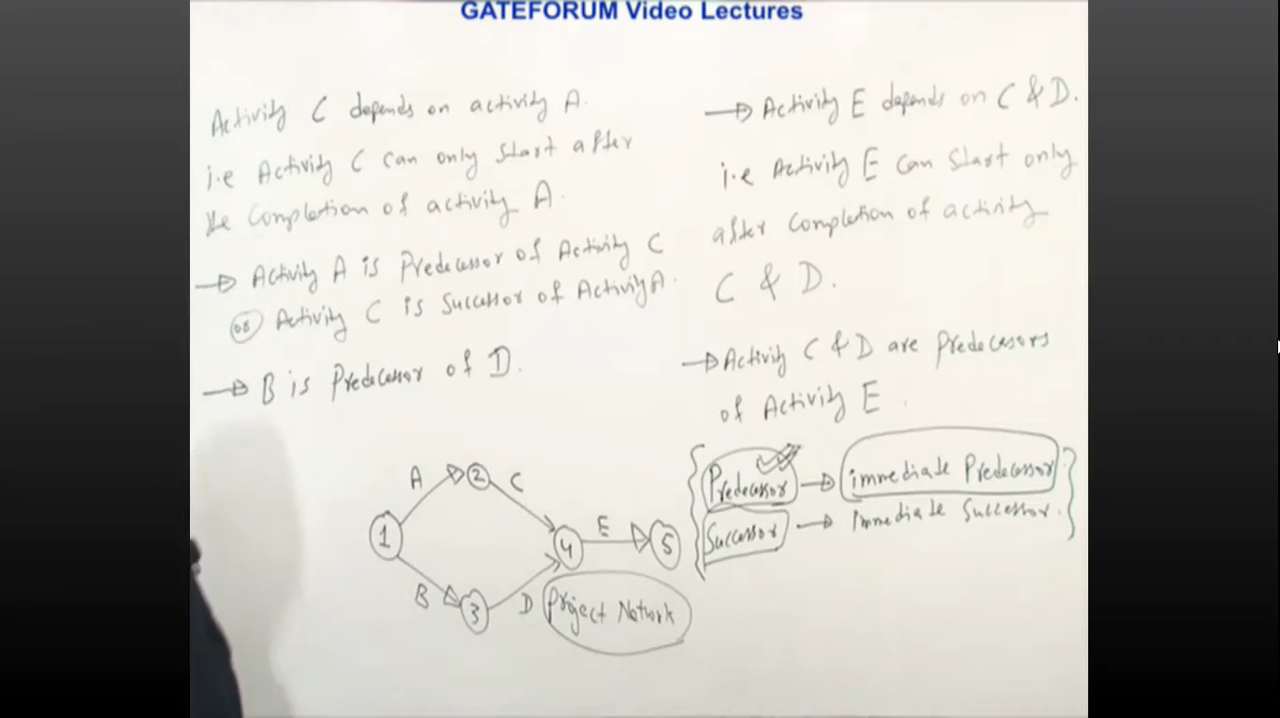 GATEFORUM Video Lectures
Activity C depends on activity A.
i.e Activity C can only start after
the completion of activity A.
Activity A is Predecessor of Activity C
or Activity C is Successor of Activity A.
B is Predecessor of D.
Activity E depends on C & D.
i.e Activity E can start only
after completion of activity
C & D.
Activity C & D are predecessors
of Activity E.
Predecessor immediate Predecessor
Successor Immediate Successor.
A 2 C
1 4 E 5
B 3 D
Project Network